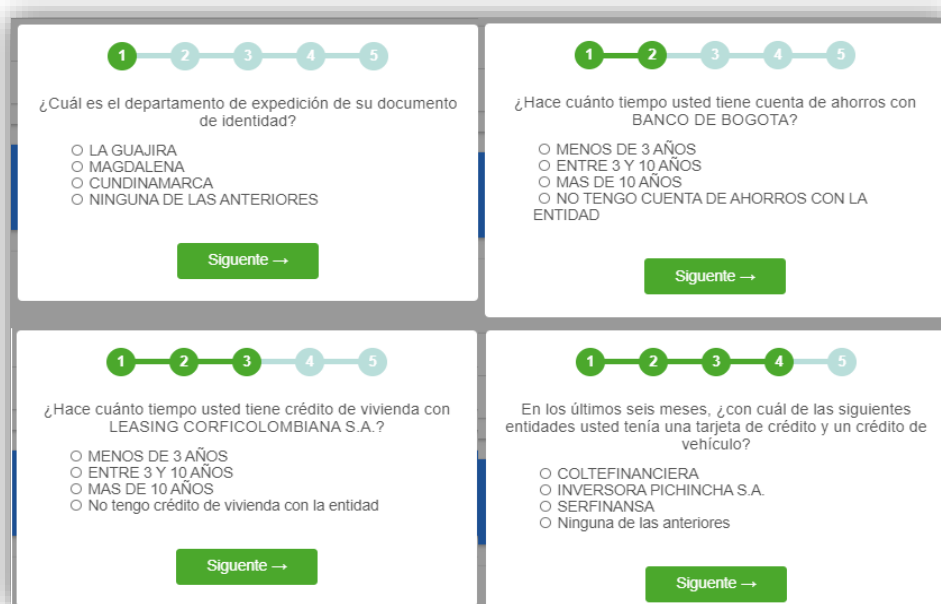 1 2 3 4 5
¿Cuál es el departamento de expedición de su documento
de identidad?
LA GUAJIRA
MAGDALENA
CUNDINAMARCA
NINGUNA DE LAS ANTERIORES
Siguente →
1 2 3 4 5
¿Hace cuánto tiempo usted tiene cuenta de ahorros con
BANCO DE BOGOTA?
MENOS DE 3 AÑOS
ENTRE 3 Y 10 AÑOS
MAS DE 10 AÑOS
NO TENGO CUENTA DE AHORROS CON LA
ENTIDAD
Siguente →
1 2 3 4 5
¿Hace cuánto tiempo usted tiene crédito de vivienda con
LEASING CORFICOLOMBIANA S.A.?
MENOS DE 3 AÑOS
ENTRE 3 Y 10 AÑOS
MAS DE 10 AÑOS
No tengo crédito de vivienda con la entidad
Siguente →
1 2 3 4 5
En los últimos seis meses, ¿con cuál de las siguientes
entidades usted tenía una tarjeta de crédito y un crédito de
vehículo?
COLTEFINANCIERA
INVERSORA PICHINCHA S.A.
SERFINANSA
Ninguna de las anteriores
Siguente →